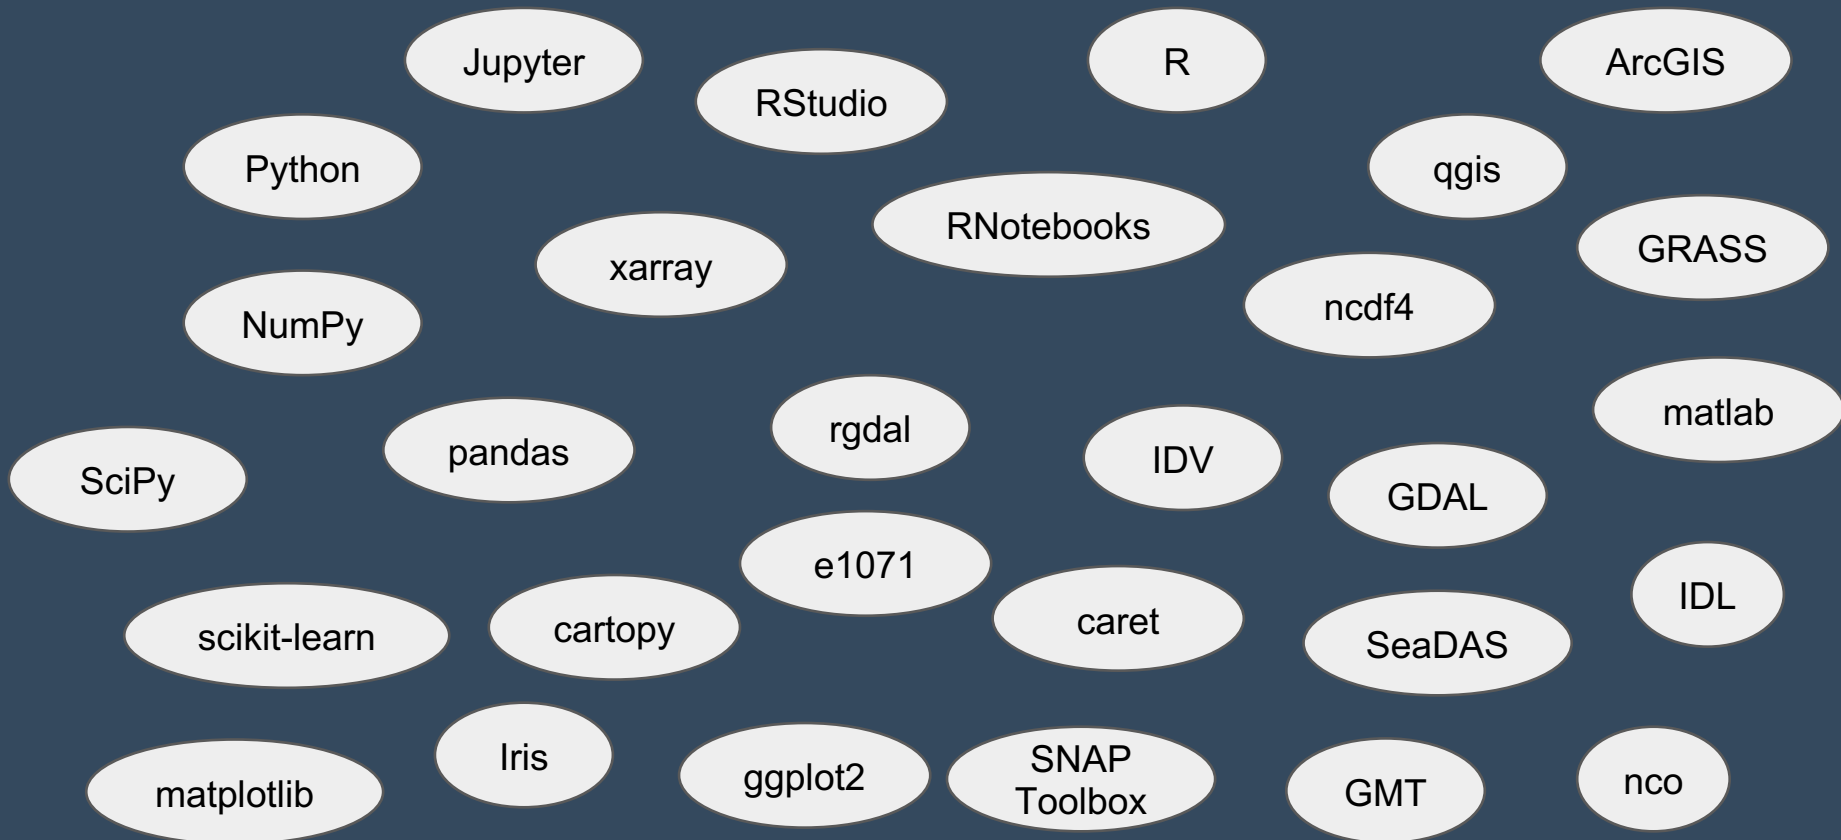 Jupyter
R
ArcGIS
RStudio
Python
qgis
RNotebooks
GRASS
xarray
ncdf4
NumPy
matlab
rgdal
pandas
IDV
SciPy
GDAL
e1071
IDL
caret
cartopy
scikit-learn
SeaDAS
Iris
SNAP
Toolbox
ggplot2
nco
GMT
matplotlib